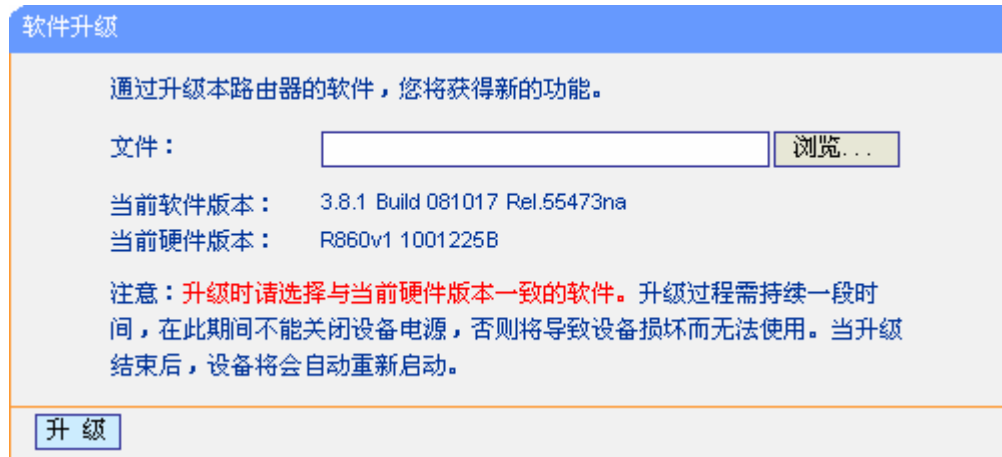 软件升级
通过升级本路由器的软件，您将获得新的功能。
文件： 浏览...
当前软件版本： 3.8.1 Build 081017 Rel.55473na
当前硬件版本： R860v1 1001225B
注意：升级时请选择与当前硬件版本一致的软件。升级过程需持续一段时
间，在此期间不能关闭设备电源，否则将导致设备损坏而无法使用。当升级
结束后，设备将会自动重新启动。
升 级